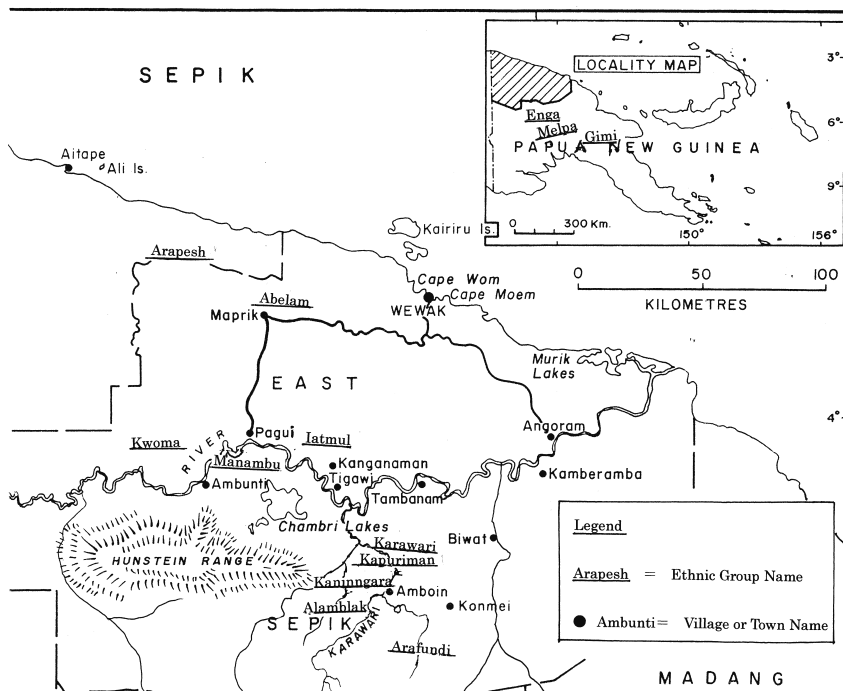 SEPIK
LOCALITY MAP
3°
Enga
Melpa
Gimi
6°
PAPUA NEW GUINEA
9°
0 300 Km.
150° 156°
Aitape
Ali Is.
Kairiru Is.
Arapesh
Cape Wom
Cape Moem
WEWAK
0 50 100
KILOMETRES
Abelam
Maprik
Murik
Lakes
EAST
4°
Angoram
Pagui
Iatmul
Kwoma
RIVER
Manambu
Kanganaman
Tigawi
Kamberamba
Ambunti
Tambanam
Chambri Lakes
Biwat
Karawari
HUNSTEIN RANGE
Kapuriman
Kaninngara
Amboin
Alamblak
Konmei
SEPIK
KARAWARI
Arafundi
Legend
Arapesh = Ethnic Group Name
Ambunti = Village or Town Name
MADANG